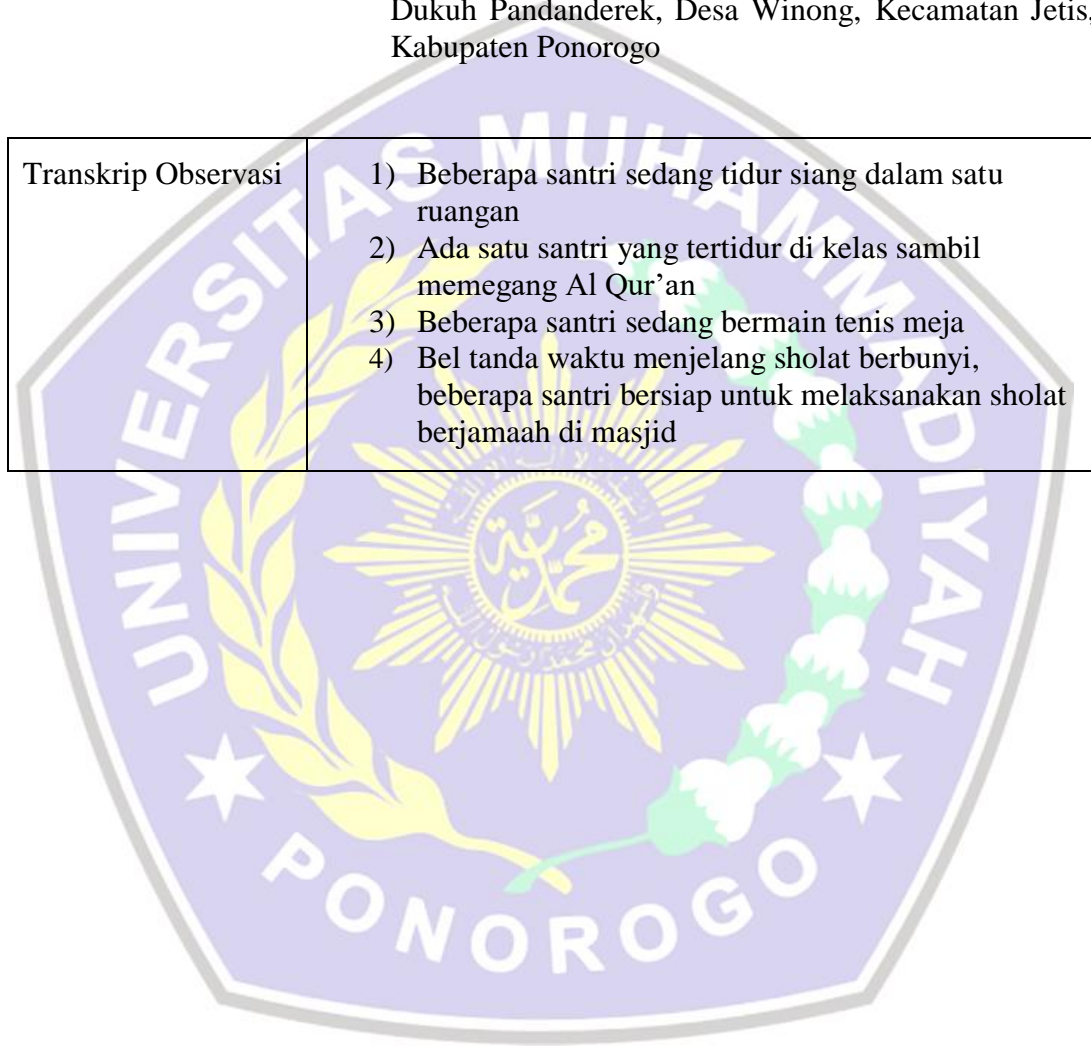 Dukuh Pandanderek, Desa Winong, Kecamatan Jetis,
Kabupaten Ponorogo
Transkrip Observasi
1) Beberapa santri sedang tidur siang dalam satu
ruangan
2) Ada satu santri yang tertidur di kelas sambil
memegang Al Qur’an
3) Beberapa santri sedang bermain tenis meja
4) Bel tanda waktu menjelang sholat berbunyi,
beberapa santri bersiap untuk melaksanakan sholat
berjamaah di masjid
UNIVERSITAS MUHAMMADIYAH
PONOROGO
محمدية